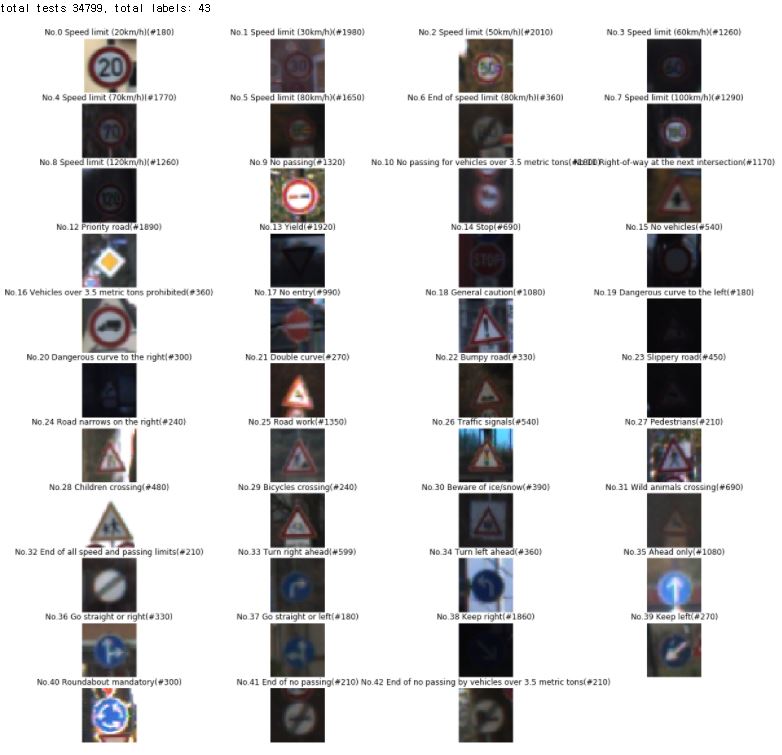 total tests 34799, total labels: 43
No.0 Speed limit (20km/h)(#180) No.1 Speed limit (30km/h)(#1980) No.2 Speed limit (50km/h)(#2010) No.3 Speed limit (60km/h)(#1260)
20 30 50 60
No.4 Speed limit (70km/h)(#1770) No.5 Speed limit (80km/h)(#1650) No.6 End of speed limit (80km/h)(#360) No.7 Speed limit (100km/h)(#1290)
70 100
No.8 Speed limit (120km/h)(#1260) No.9 No passing(#1320) No.10 No passing for vehicles over 3.5 metric tons( Right-of-way at the next intersection(#1170)
120
No.12 Priority road(#1890) No.13 Yield(#1920) No.14 Stop(#690) No.15 No vehicles(#540)
STOP
No.16 Vehicles over 3.5 metric tons prohibited(#360) No.17 No entry(#990) No.18 General caution(#1080) No.19 Dangerous curve to the left(#180)
No.20 Dangerous curve to the right(#300) No.21 Double curve(#270) No.22 Bumpy road(#330) No.23 Slippery road(#450)
No.24 Road narrows on the right(#240) No.25 Road work(#1350) No.26 Traffic signals(#540) No.27 Pedestrians(#210)
No.28 Children crossing(#480) No.29 Bicycles crossing(#240) No.30 Beware of ice/snow(#390) No.31 Wild animals crossing(#690)
No.32 End of all speed and passing limits(#210) No.33 Turn right ahead(#599) No.34 Turn left ahead(#360) No.35 Ahead only(#1080)
No.36 Go straight or right(#330) No.37 Go straight or left(#180) No.38 Keep right(#1860) No.39 Keep left(#270)
No.40 Roundabout mandatory(#300) No.41 End of no passing(#210) No.42 End of no passing by vehicles over 3.5 metric tons(#210)